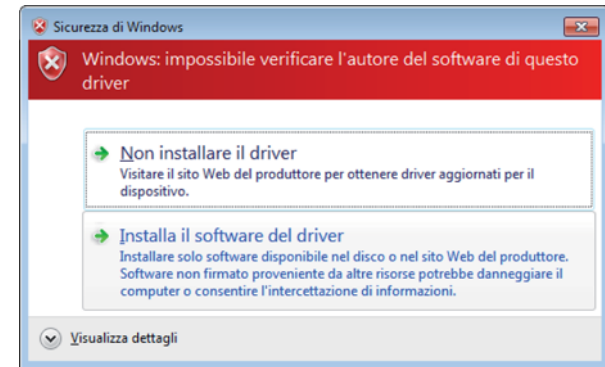 Sicurezza di Windows
Windows: impossibile verificare l'autore del software di questo
driver
Non installare il driver
Visitare il sito Web del produttore per ottenere driver aggiornati per il
dispositivo.
Installa il software del driver
Installare solo software disponibile nel disco o nel sito Web del produttore.
Software non firmato proveniente da altre risorse potrebbe danneggiare il
computer o consentire l'intercettazione di informazioni.
Visualizza dettagli